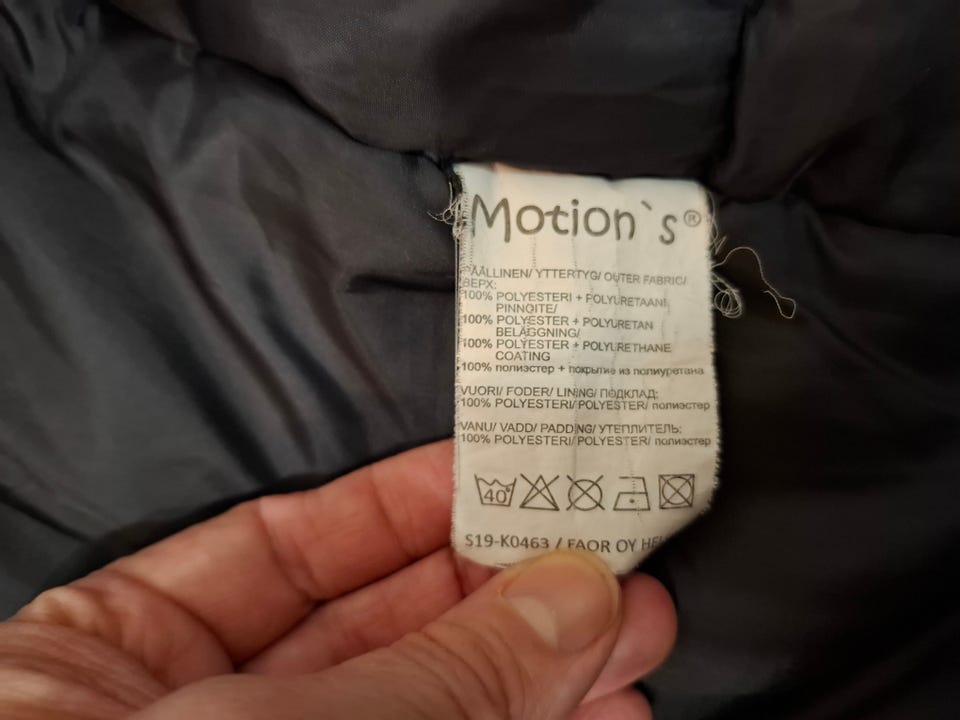 Motion`s®
PÄÄLLINEN/ YTTERTYG/ OUTER FABRIC/
ВЕРХ:
100% POLYESTERI + POLYURETAANI
PINNOITE/
100% POLYESTER + POLYURETAN
BELÄGGNING/
100% POLYESTER + POLYURETHANE
COATING
100% полиэстер + покрытие из полиуретана
VUORI/ FODER/ LINING/ ПОДКЛАД:
100% POLYESTERI/ POLYESTER/ полиэстер
VANU/ VADD/ PADDING/ УТЕПЛИТЕЛЬ:
100% POLYESTERI/ POLYESTER/ полиэстер
40°
S19-K0463 / FAOR OY